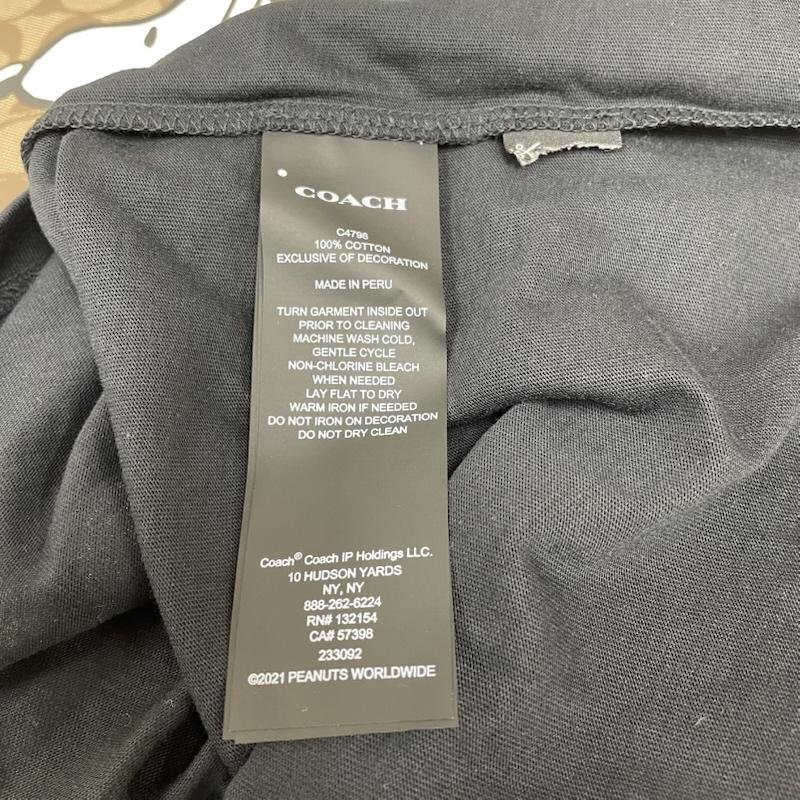 COACH
C4798
100% COTTON
EXCLUSIVE OF DECORATION
MADE IN PERU
TURN GARMENT INSIDE OUT
PRIOR TO CLEANING
MACHINE WASH COLD,
GENTLE CYCLE
NON-CHLORINE BLEACH
WHEN NEEDED
LAY FLAT TO DRY
WARM IRON IF NEEDED
DO NOT IRON ON DECORATION
DO NOT DRY CLEAN
Coach® Coach IP Holdings LLC.
10 HUDSON YARDS
NY, NY
888-262-6224
RN# 132154
CA# 57398
233092
©2021 PEANUTS WORLDWIDE